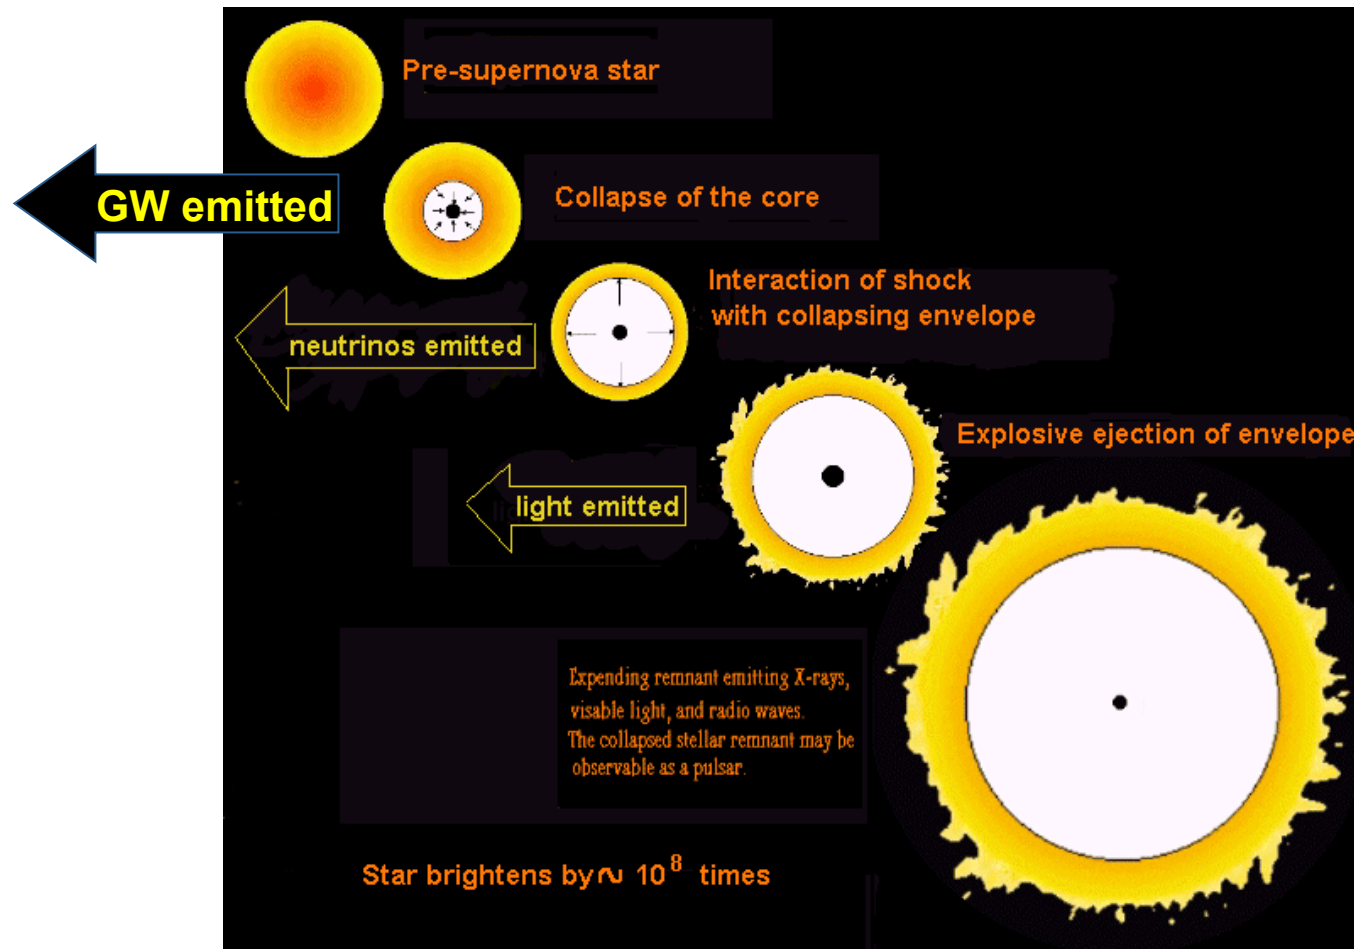 Pre-supernova star
GW emitted
Collapse of the core
Interaction of shock
with collapsing envelope
neutrinos emitted
Explosive ejection of envelope
light emitted
Expending remnant emitting X-rays,
visable light, and radio waves.
The collapsed stellar remnant may be
observable as a pulsar.
Star brightens by ~ 10⁸ times